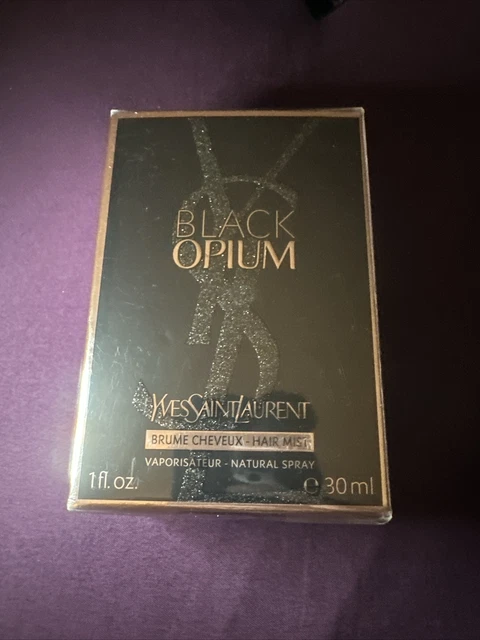 BLACK
OPIUM
YVESSAINTLAURENT
BRUME CHEVEUX - HAIR MIST
VAPORISATEUR - NATURAL SPRAY
1 fl. oz. ℮ 30 ml